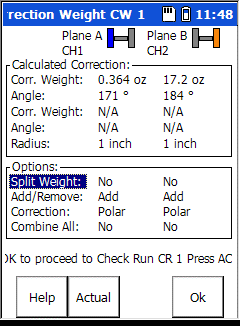 rection Weight CW 1 11:48
Plane A Plane B
CH1 CH2
Calculated Correction:
Corr. Weight: 0.364 oz 17.2 oz
Angle: 171 ° 184 °
Corr. Weight: N/A N/A
Angle: N/A N/A
Radius: 1 inch 1 inch
Options:
Split Weight: No No
Add/Remove: Add Add
Correction: Polar Polar
Combine All: No No
OK to proceed to Check Run CR 1 Press AC
Help Actual Ok